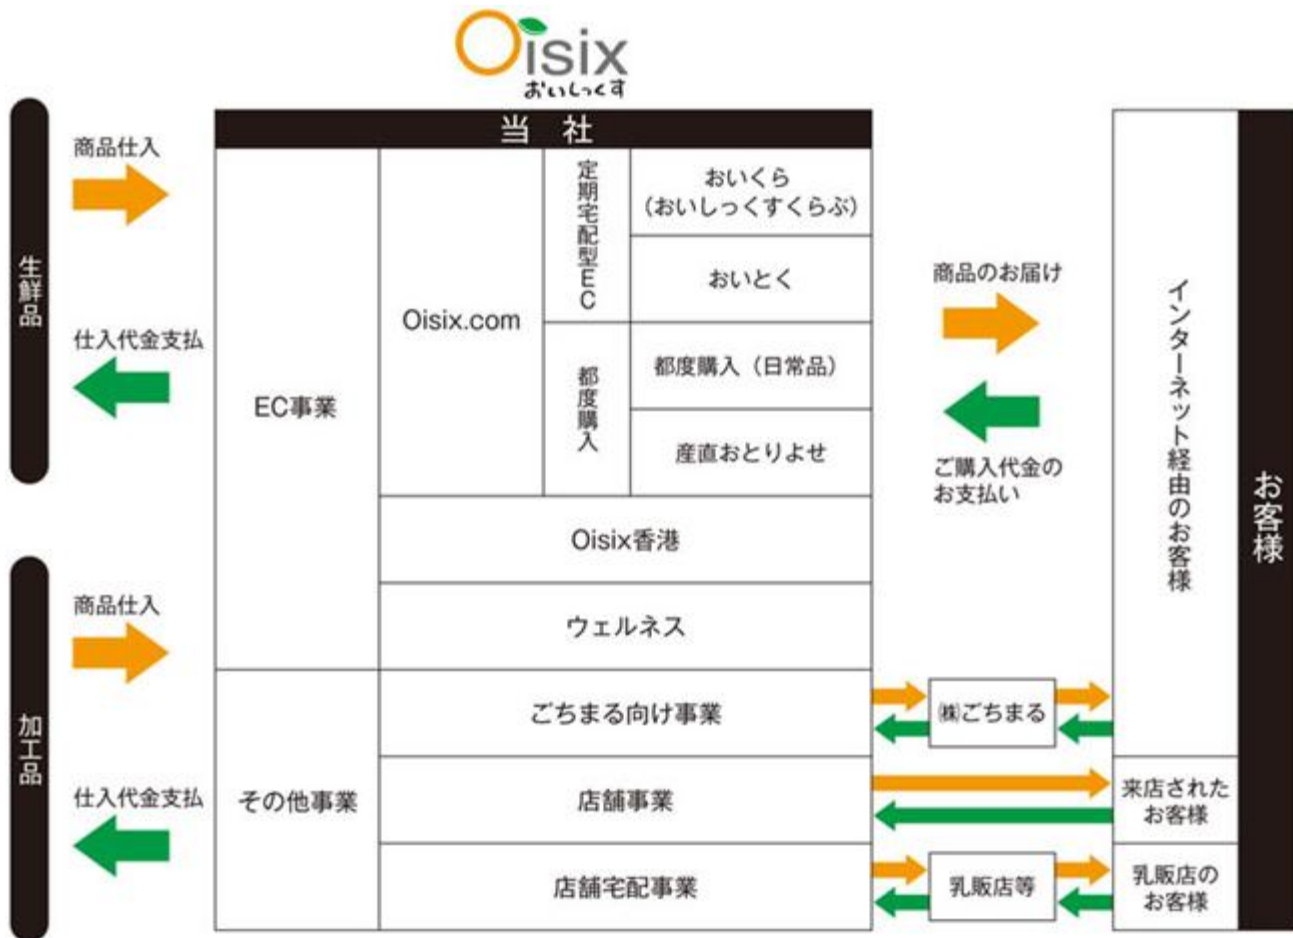 Oisix
おいしっくす
当 社
生鮮品
商品仕入
仕入代金支払
加工品
商品仕入
仕入代金支払
EC事業
Oisix.com
定期宅配型EC
おいくら
(おいしっくすくらぶ)
おいとく
都度購入
都度購入（日常品）
産直おとりよせ
Oisix香港
ウェルネス
その他事業
ごちまる向け事業
店舗事業
店舗宅配事業
商品のお届け
ご購入代金の
お支払い
㈱ごちまる
乳販店等
インターネット経由のお客様
来店された
お客様
乳販店の
お客様
お客様